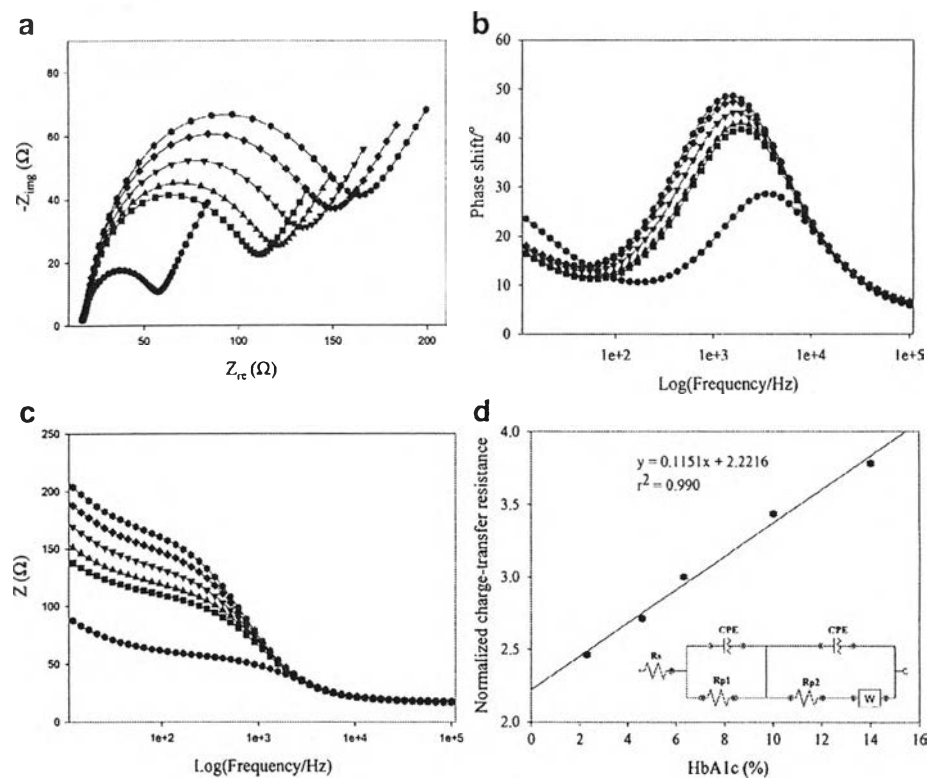 a
80
60
40
20
0
-Zimg (Ω)
50
100
150
200
Zre (Ω)
b
60
50
40
30
20
10
0
Phase shift/°
1e+2
1e+3
1e+4
1e+5
Log(Frequency/Hz)
c
250
200
150
100
50
0
Z (Ω)
1e+2
1e+3
1e+4
1e+5
Log(Frequency/Hz)
d
4.0
3.5
3.0
2.5
2.0
Normalized charge-transfer resistance
y = 0.1151x + 2.2216
r² = 0.990
CPE
CPE
Rs
Rp1
Rp2
W
0
2
4
6
8
10
12
14
16
HbA1c (%)